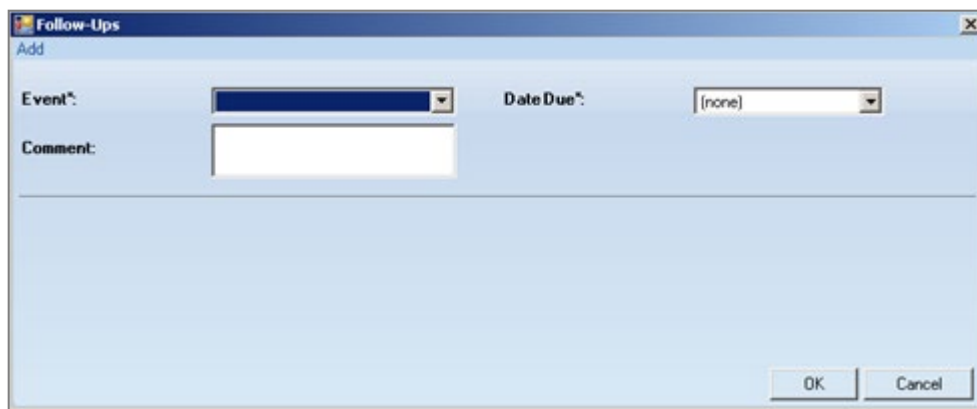 Follow-Ups
Add
Event*: Date Due*: (none)
Comment:
OK Cancel